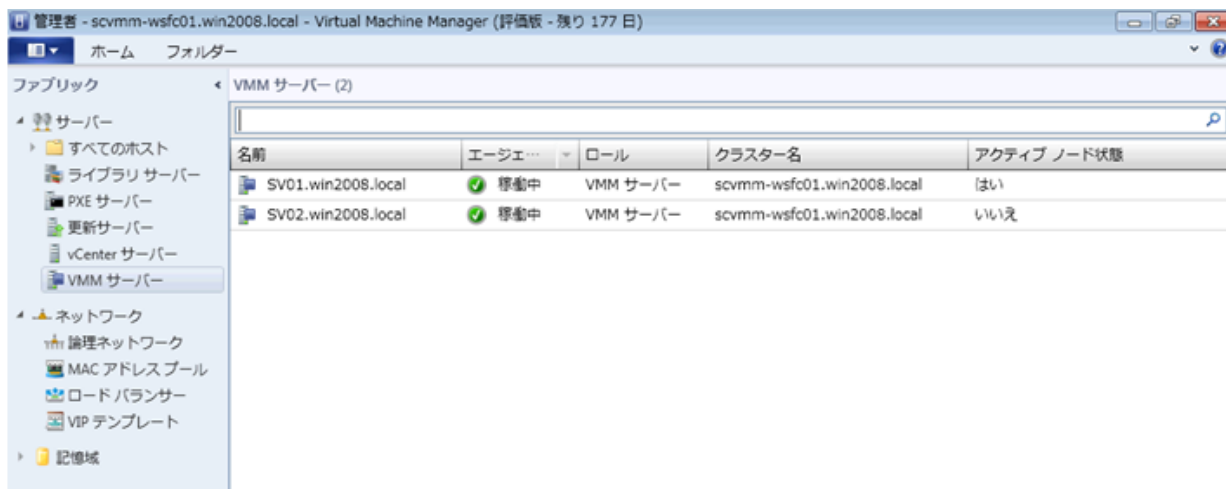 管理者 - scvmm-wsfc01.win2008.local - Virtual Machine Manager (評価版 - 残り 177 日)
ホーム フォルダー
ファブリック
VMM サーバー (2)
サーバー
すべてのホスト
ライブラリ サーバー
PXE サーバー
更新サーバー
vCenter サーバー
VMM サーバー
ネットワーク
論理ネットワーク
MAC アドレス プール
ロード バランサー
VIP テンプレート
記憶域
名前 エージェ… ロール クラスター名 アクティブ ノード状態
SV01.win2008.local 稼働中 VMM サーバー scvmm-wsfc01.win2008.local はい
SV02.win2008.local 稼働中 VMM サーバー scvmm-wsfc01.win2008.local いいえ